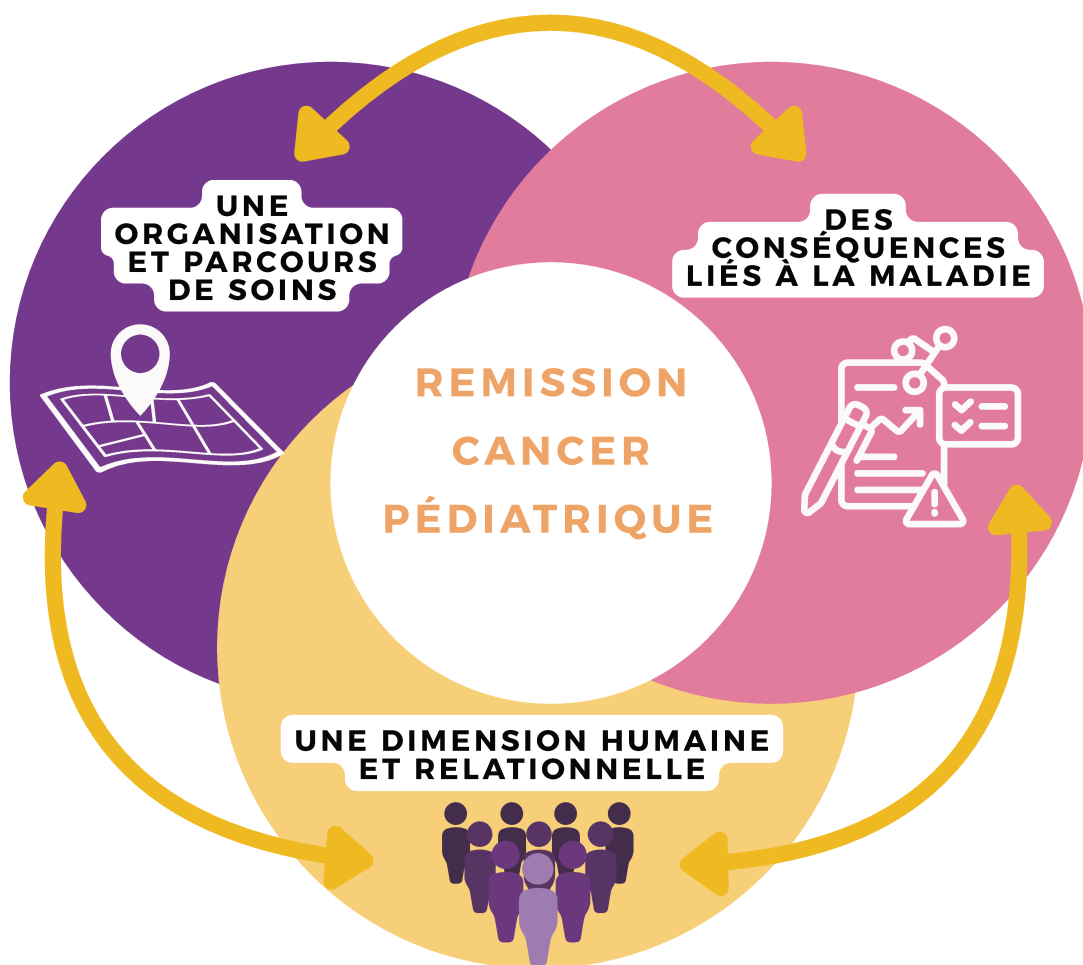 UNE
ORGANISATION
ET PARCOURS
DE SOINS
DES
CONSÉQUENCES
LIÉS À LA MALADIE
REMISSION
CANCER
PÉDIATRIQUE
UNE DIMENSION HUMAINE
ET RELATIONNELLE